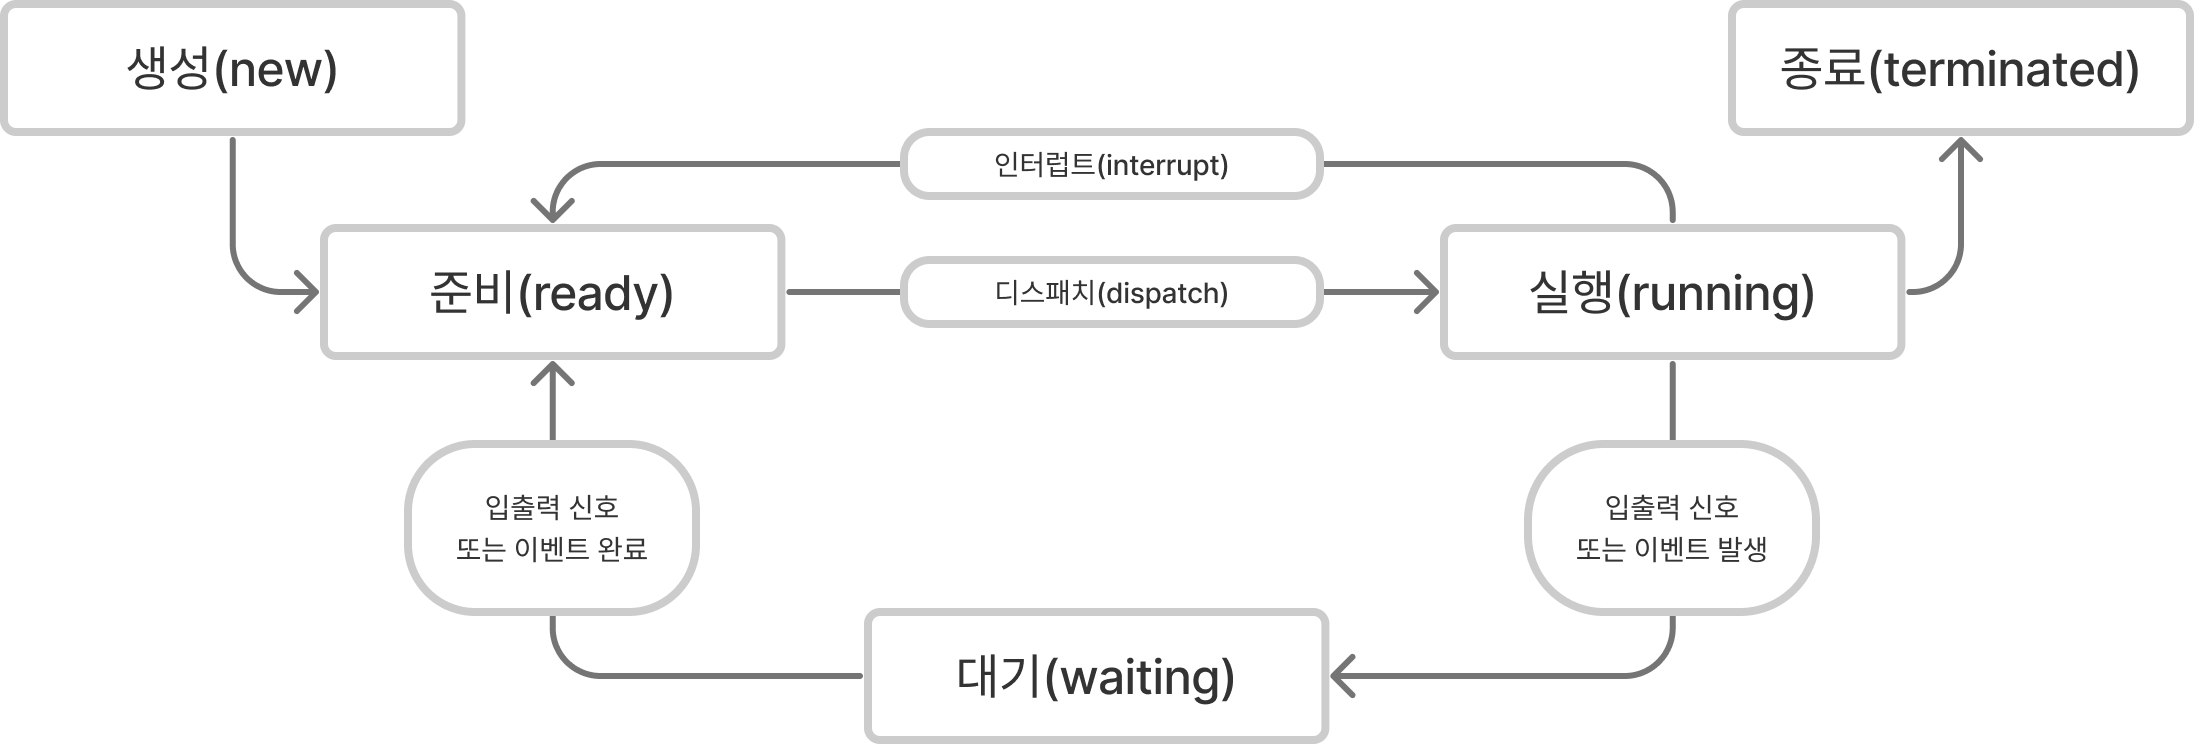 생성(new)
종료(terminated)
인터럽트(interrupt)
준비(ready)
디스패치(dispatch)
실행(running)
입출력 신호
또는 이벤트 완료
입출력 신호
또는 이벤트 발생
대기(waiting)